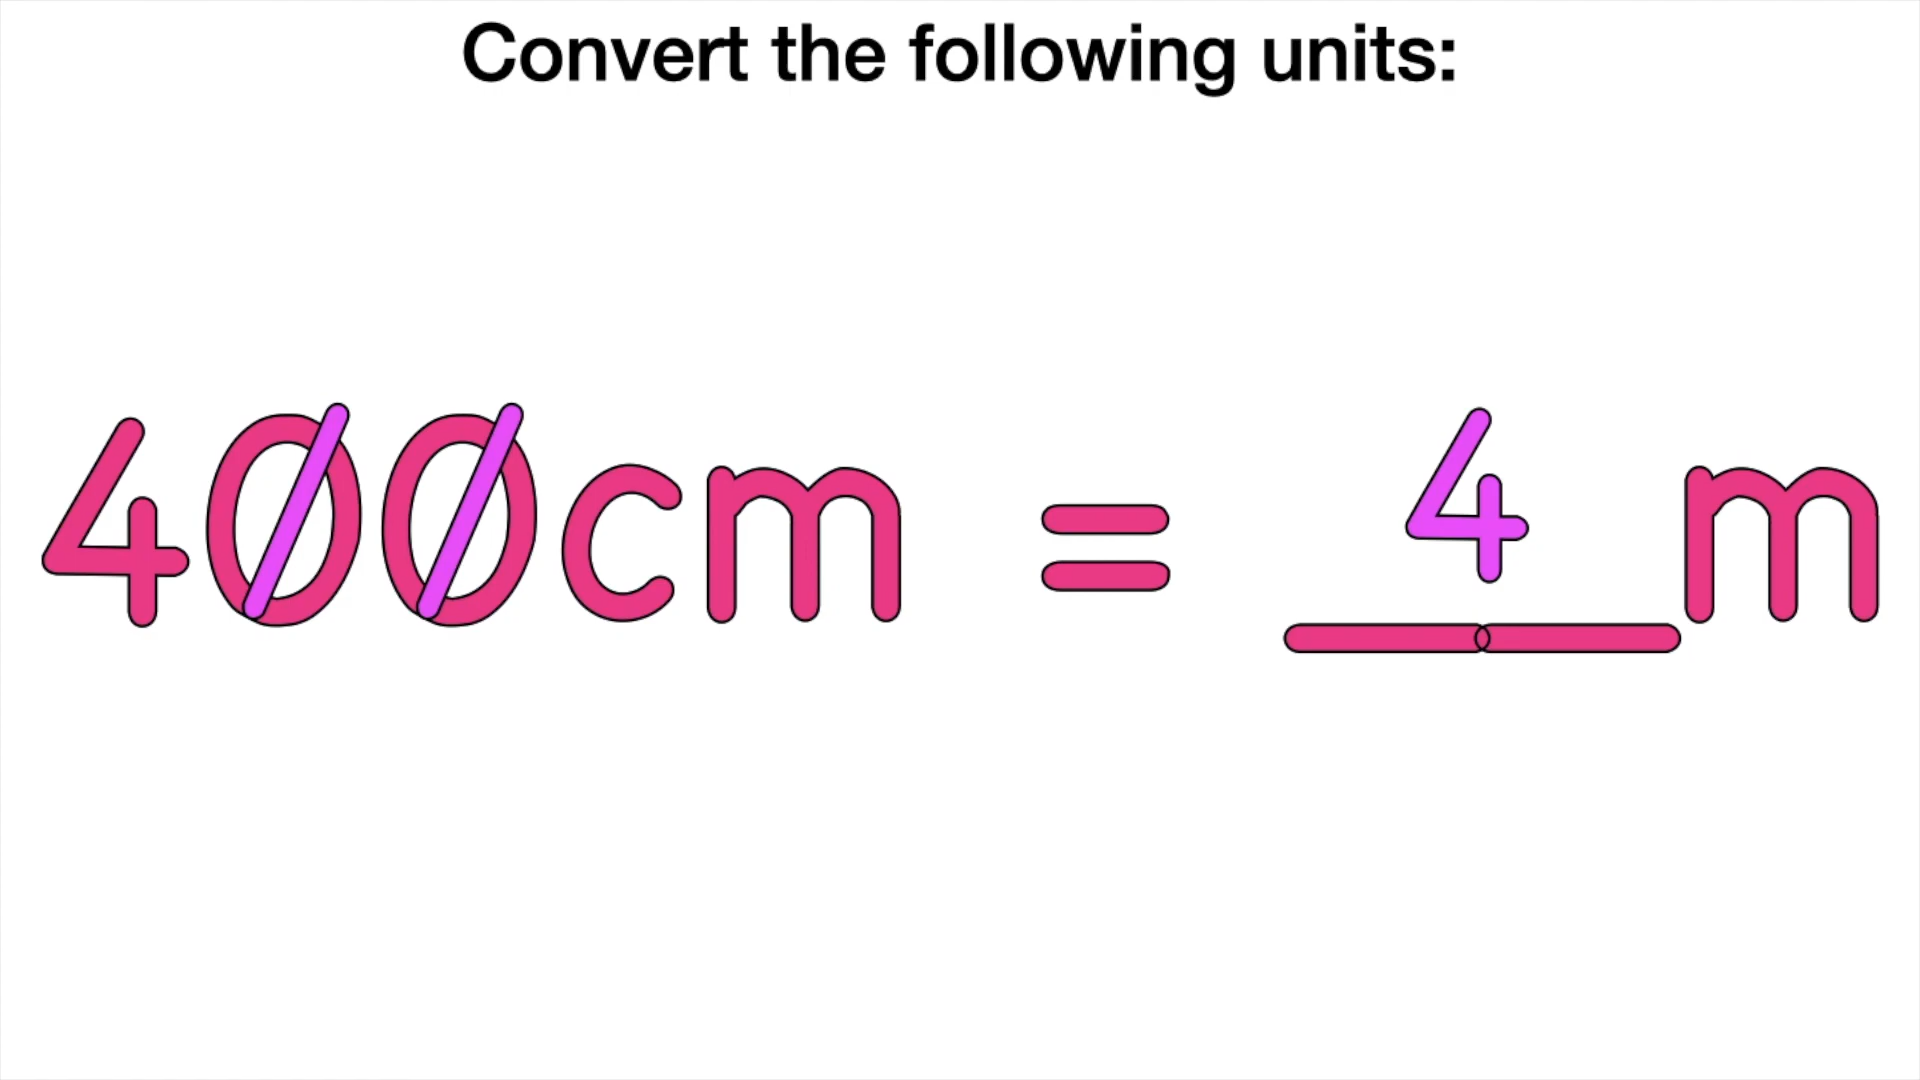 Convert the following units:
400cm = 4 m